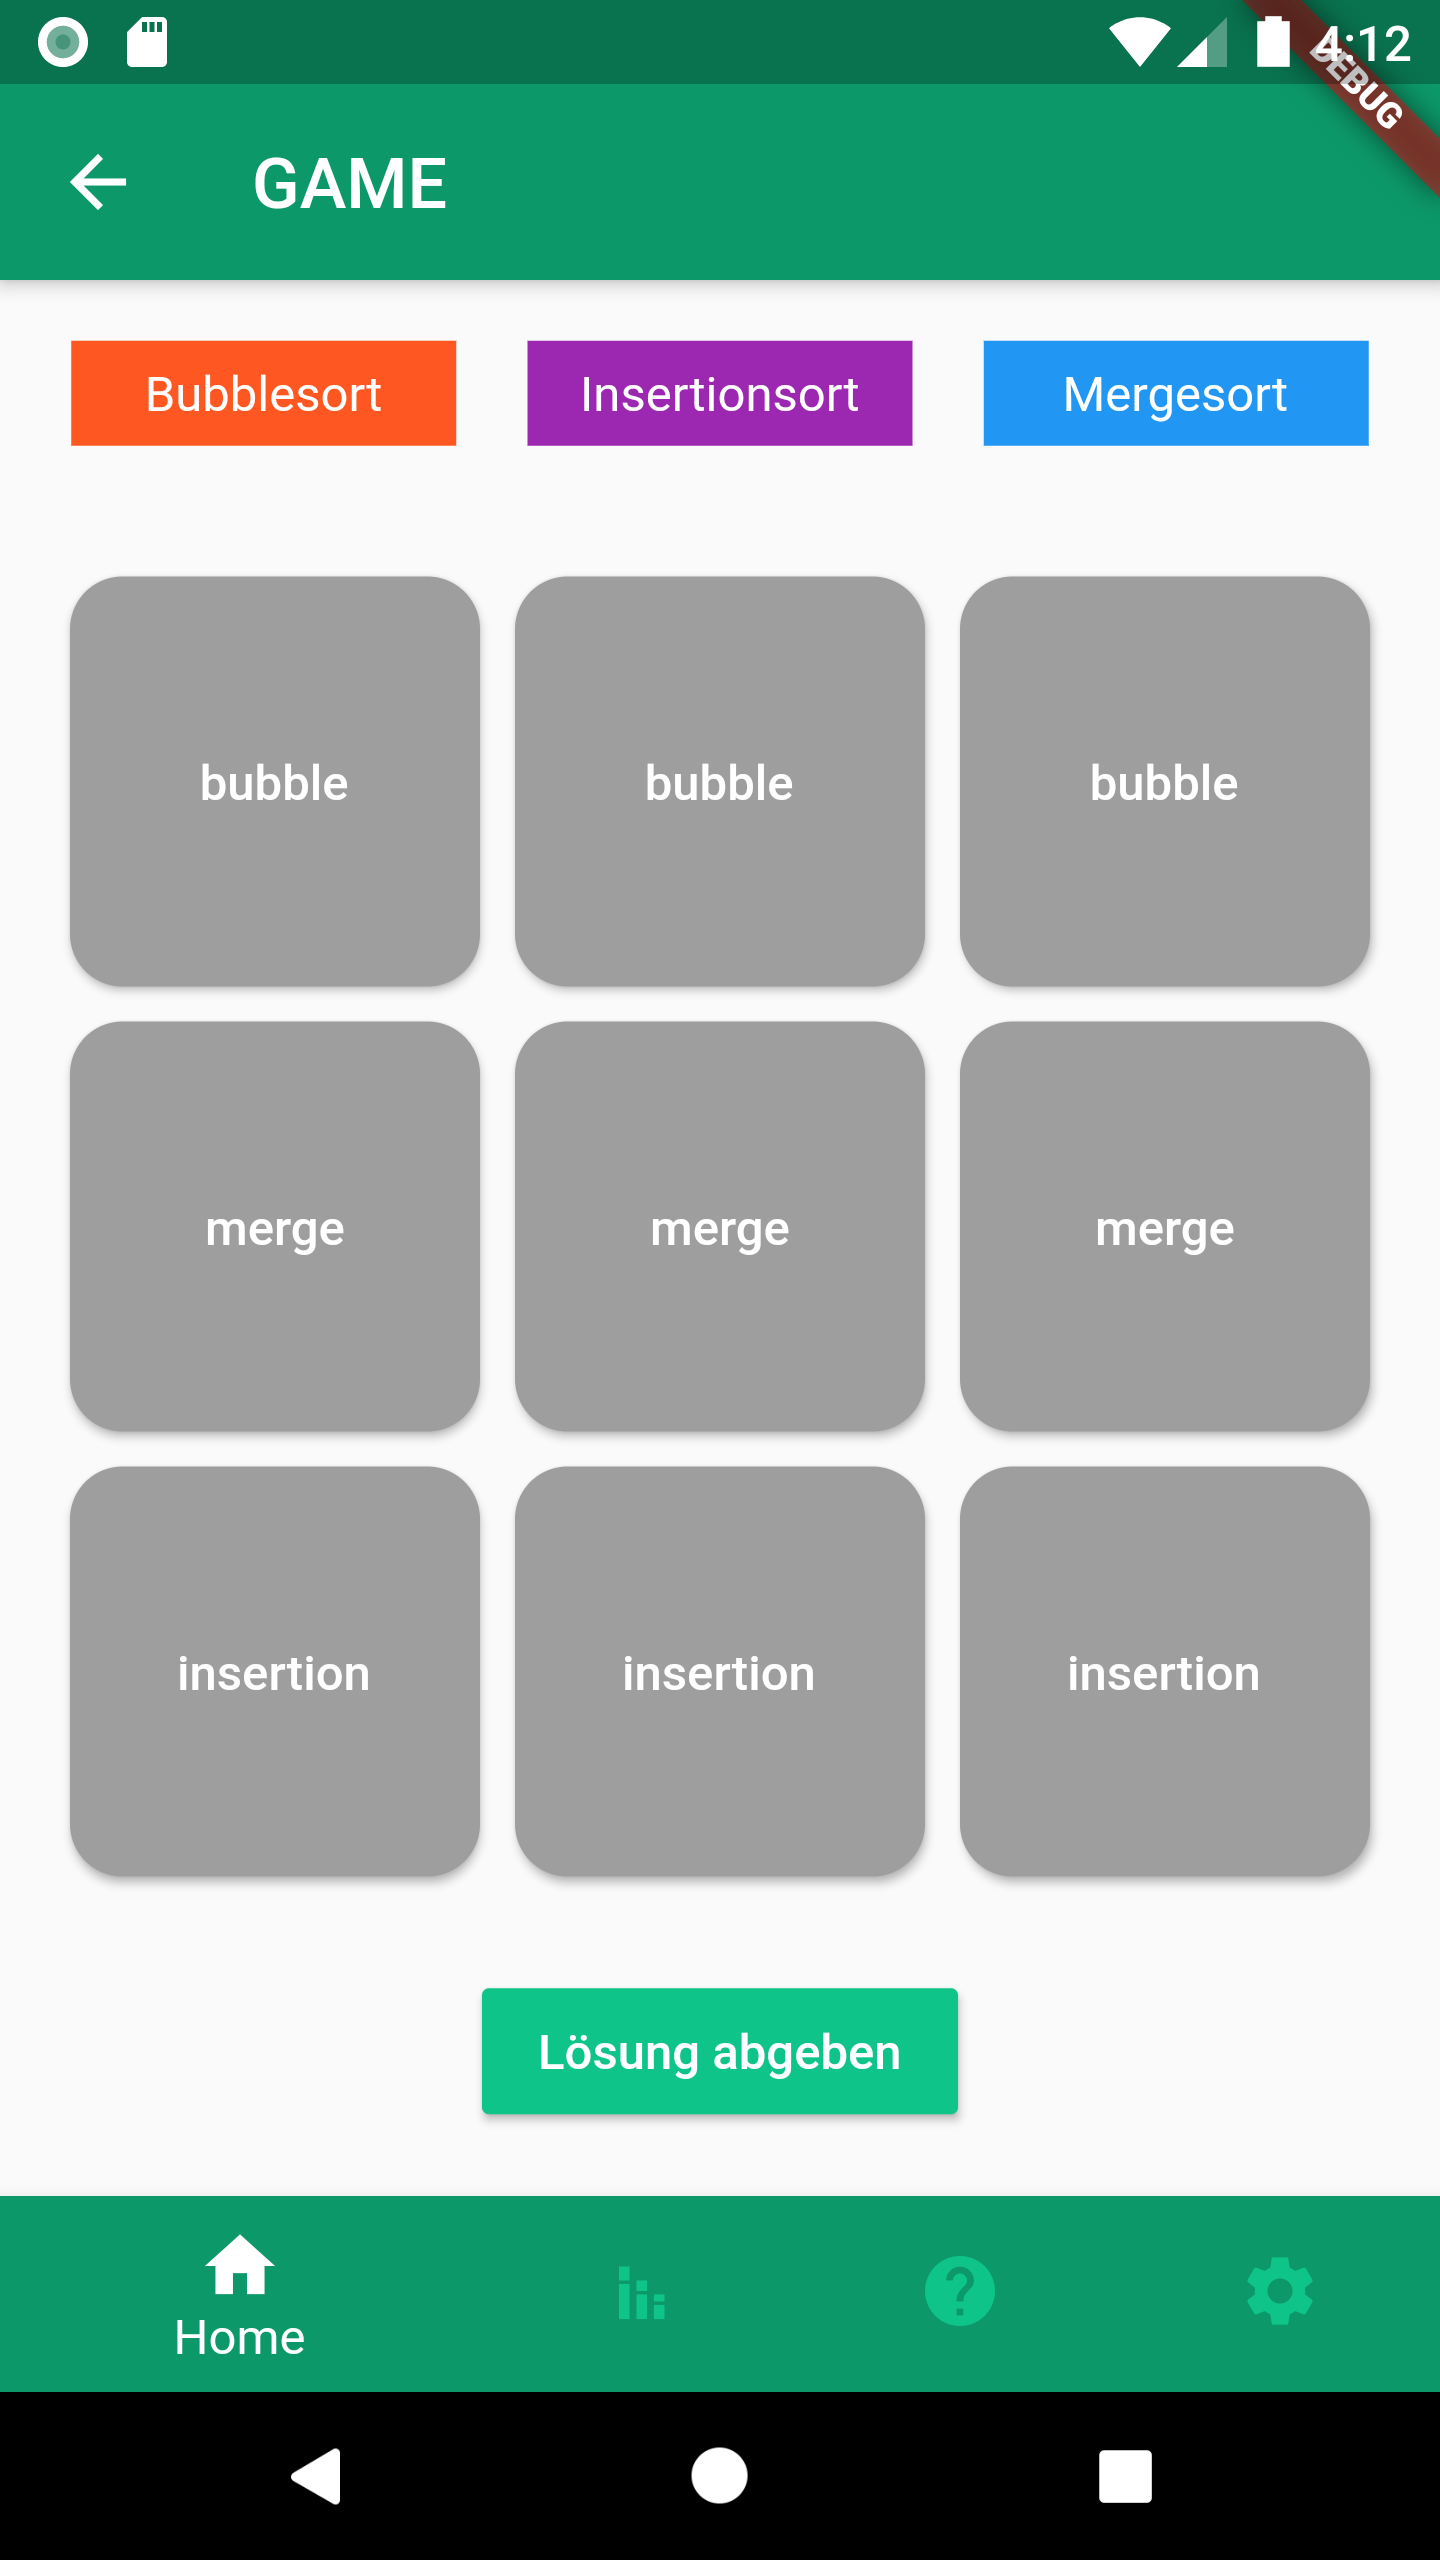 4:12
DEBUG
GAME
Bubblesort Insertionsort Mergesort
bubble bubble bubble
merge merge merge
insertion insertion insertion
Lösung abgeben
Home